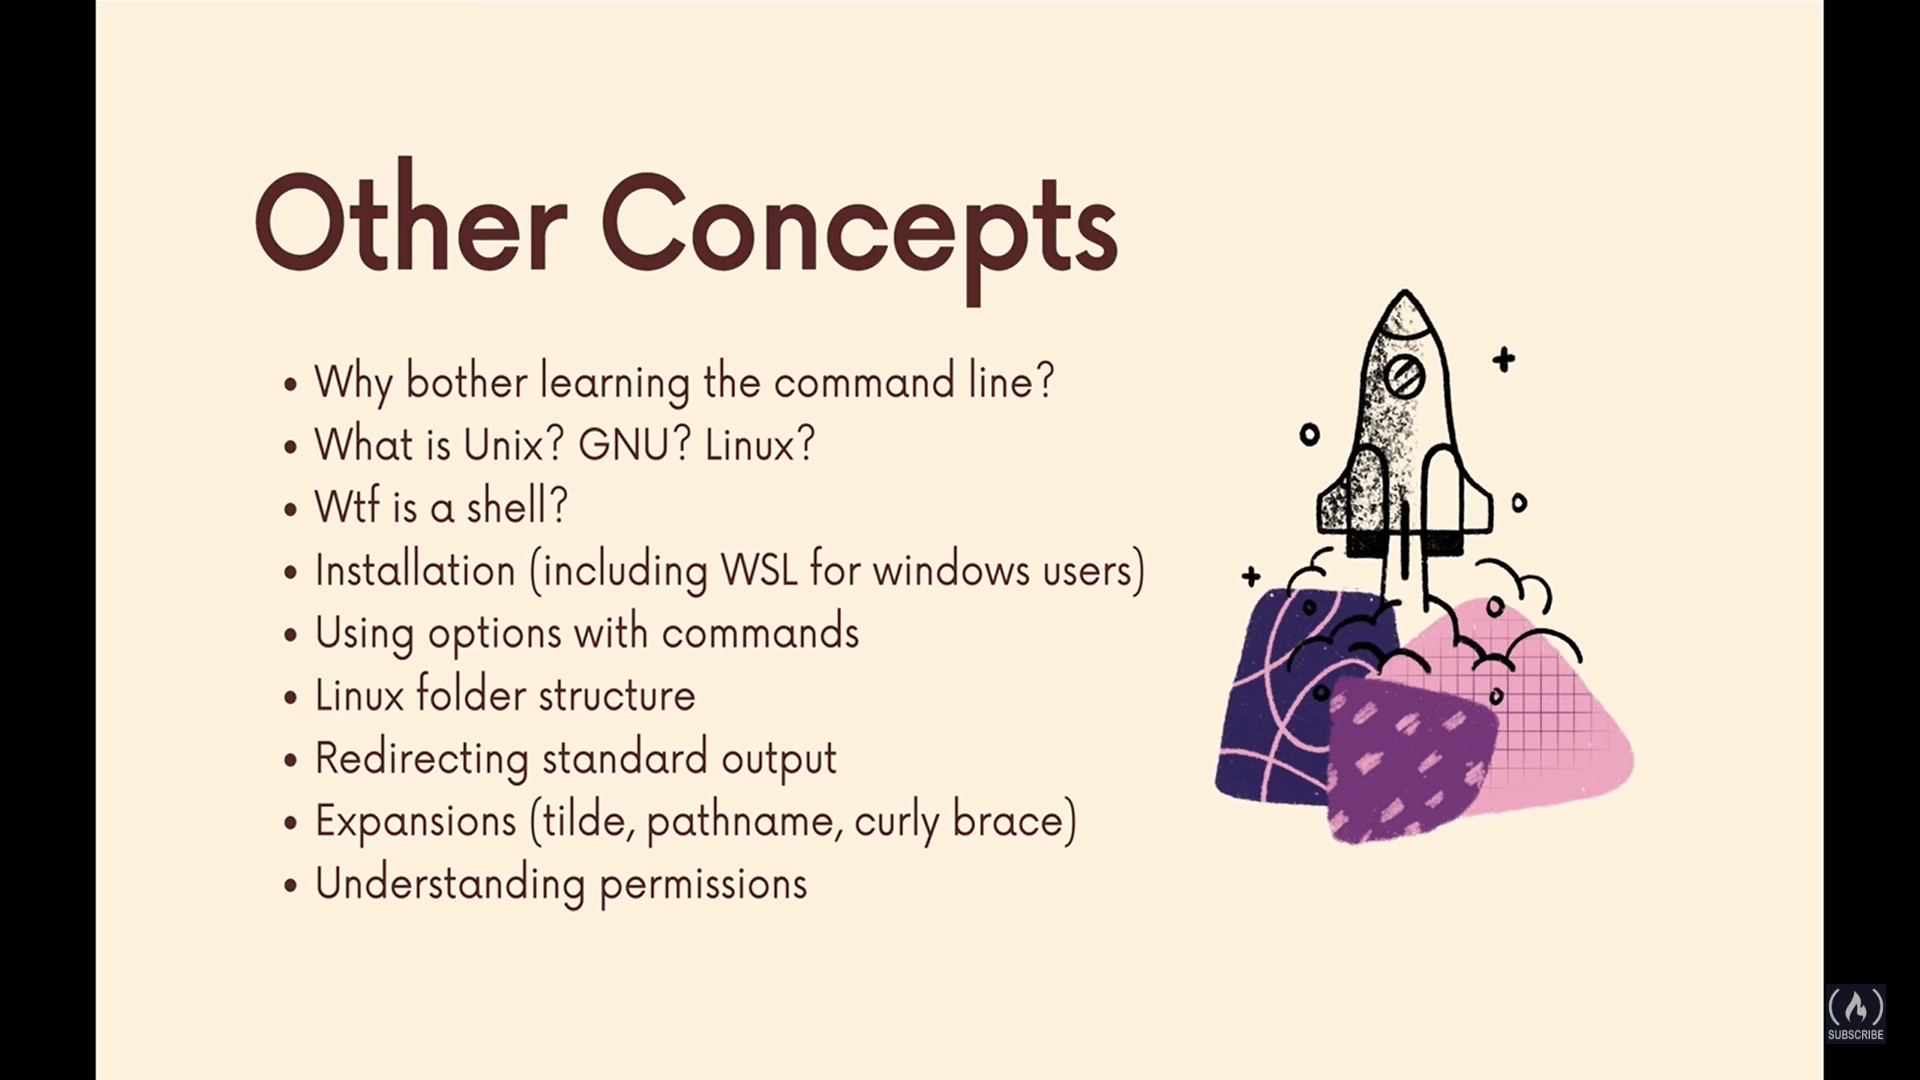 Other Concepts
• Why bother learning the command line?
• What is Unix? GNU? Linux?
• Wtf is a shell?
• Installation (including WSL for windows users)
• Using options with commands
• Linux folder structure
• Redirecting standard output
• Expansions (tilde, pathname, curly brace)
• Understanding permissions
SUBSCRIBE